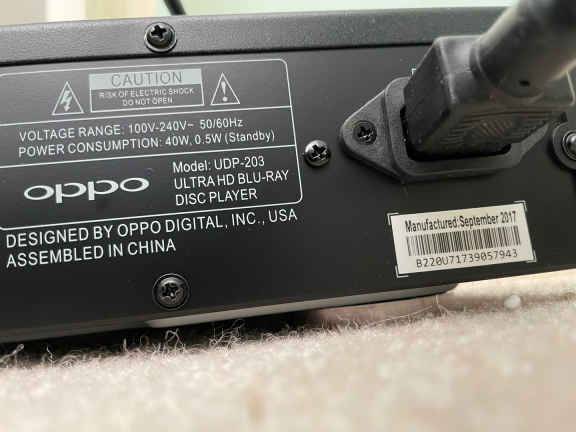 CAUTION
RISK OF ELECTRIC SHOCK
DO NOT OPEN
VOLTAGE RANGE: 100V-240V~ 50/60Hz
POWER CONSUMPTION: 40W, 0.5W (Standby)
oppo
Model: UDP-203
ULTRA HD BLU-RAY
DISC PLAYER
DESIGNED BY OPPO DIGITAL, INC., USA
ASSEMBLED IN CHINA
Manufactured:September 2017
B220U71739057943